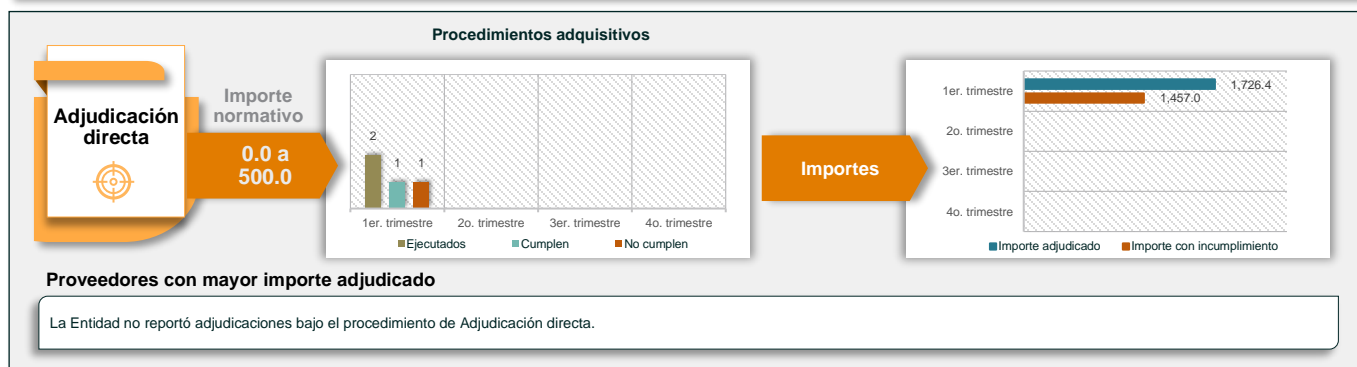 Procedimientos adquisitivos
Adjudicación
directa
Importe
normativo
0.0 a
500.0
2
1
1
1er. trimestre
2o. trimestre
3er. trimestre
4o. trimestre
Ejecutados
Cumplen
No cumplen
Importes
1er. trimestre
1,726.4
1,457.0
2o. trimestre
3er. trimestre
4o. trimestre
Importe adjudicado
Importe con incumplimiento
Proveedores con mayor importe adjudicado
La Entidad no reportó adjudicaciones bajo el procedimiento de Adjudicación directa.